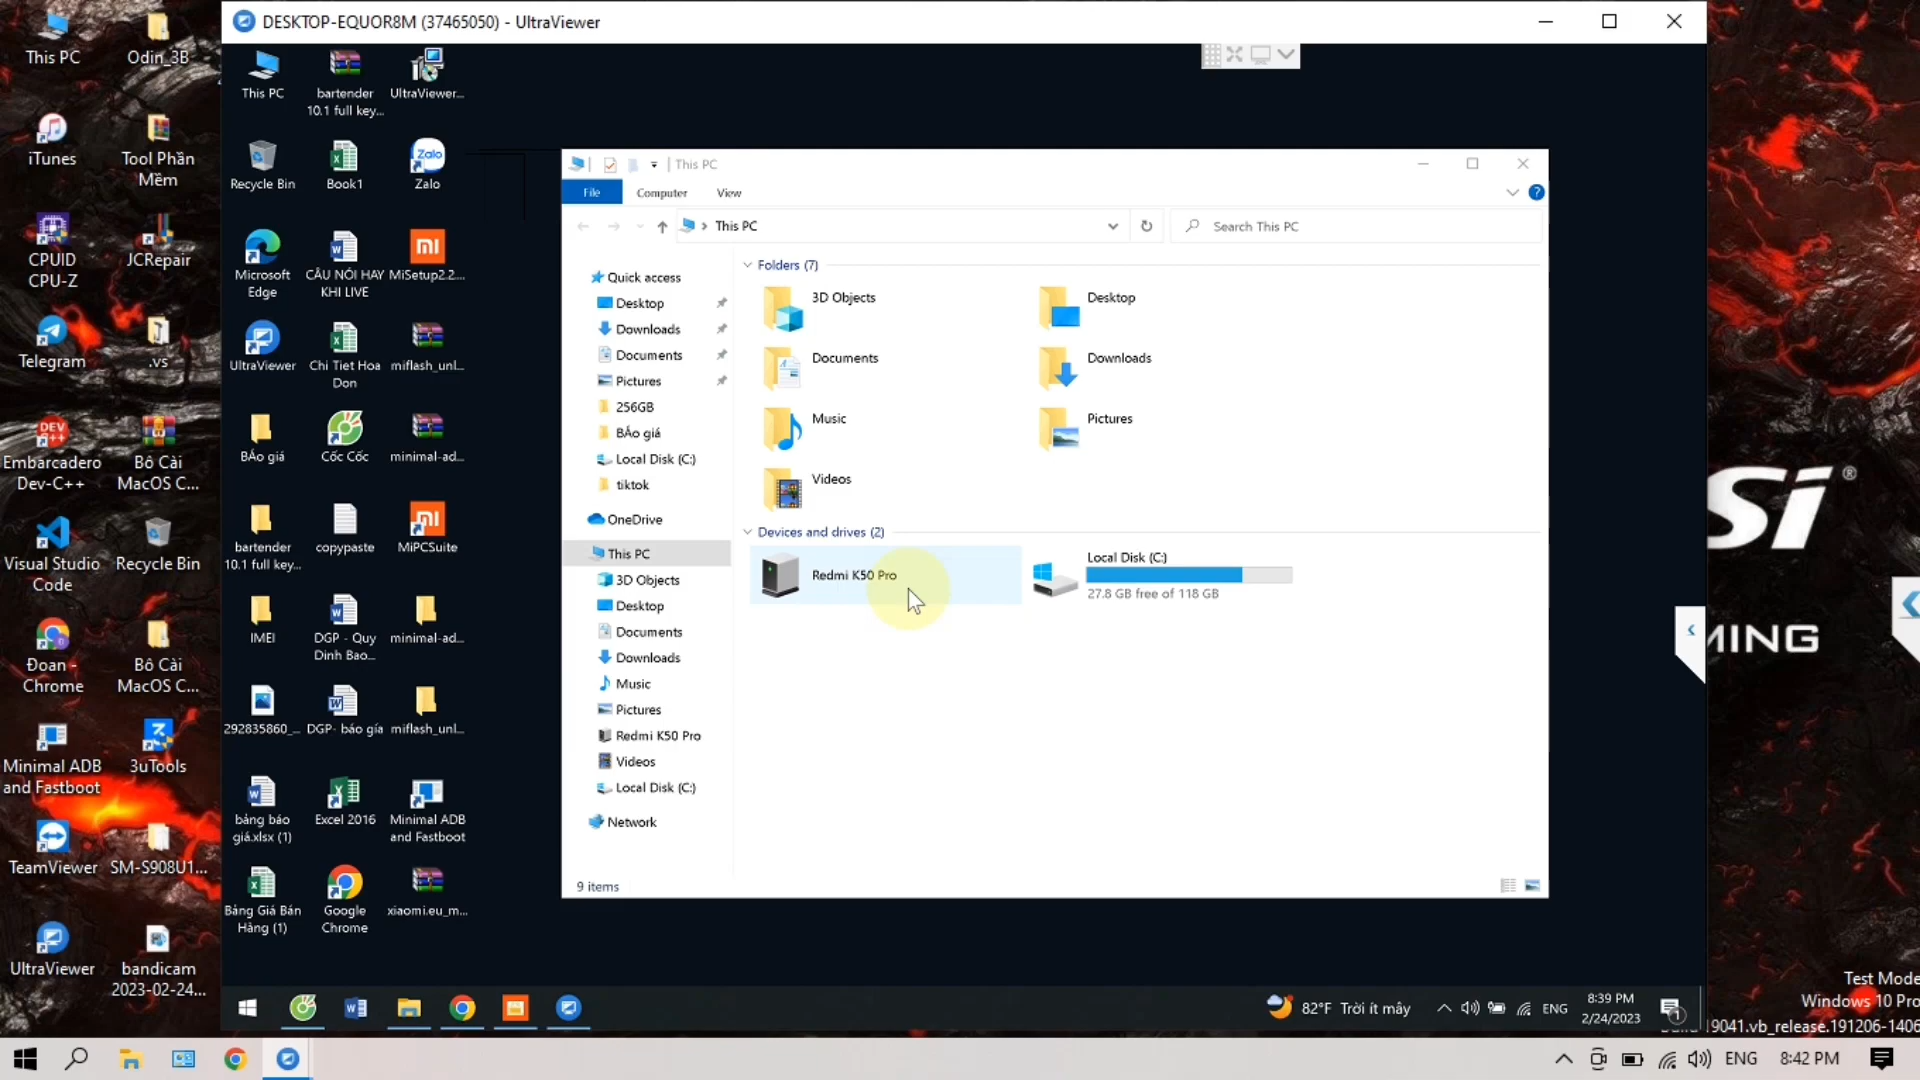 DESKTOP-EQUOR8M (37465050) - UltraViewer
This PC
Odin_3B
iTunes
Tool Phần
Mềm
CPUID
CPU-Z
JCRepair
Telegram
.vs
Embarcadero
Dev-C++
Bô Cài
MacOS C...
Visual Studio
Code
Recycle Bin
Đoan -
Chrome
Bô Cài
MacOS C...
Minimal ADB
and Fastboot
3uTools
TeamViewer
SM-S908U1...
UltraViewer
bandicam
2023-02-24...
This PC
bartender
10.1 full key...
UltraViewer...
Recycle Bin
Book1
Zalo
Microsoft
Edge
CÂU NÓI HAY
KHI LIVE
MiSetup2.2...
UltraViewer
Chi Tiet Hoa
Don
miflash_unl...
BÁo giá
Cốc Cốc
minimal-ad...
bartender
10.1 full key...
copypaste
MiPCSuite
IMEI
DGP - Quy
Dinh Bao...
minimal-ad...
292835860_...
DGP- báo gía
miflash_unl...
bảng báo
giá.xlsx (1)
Excel 2016
Minimal ADB
and Fastboot
Bảng Giá Bán
Hàng (1)
Google
Chrome
xiaomi.eu_m...
This PC
File
Computer
View
This PC
Search This PC
Quick access
Desktop
Downloads
Documents
Pictures
256GB
BÁo giá
Local Disk (C:)
tiktok
OneDrive
This PC
3D Objects
Desktop
Documents
Downloads
Music
Pictures
Redmi K50 Pro
Videos
Local Disk (C:)
Network
Folders (7)
3D Objects
Desktop
Documents
Downloads
Music
Pictures
Videos
Devices and drives (2)
Redmi K50 Pro
Local Disk (C:)
27.8 GB free of 118 GB
9 items
82°F Trời ít mây
ENG
8:39 PM
2/24/2023
1
Si ®
MING
Test Mode
Windows 10 Pro
9041.vb_release.191206-1406
ENG
8:42 PM